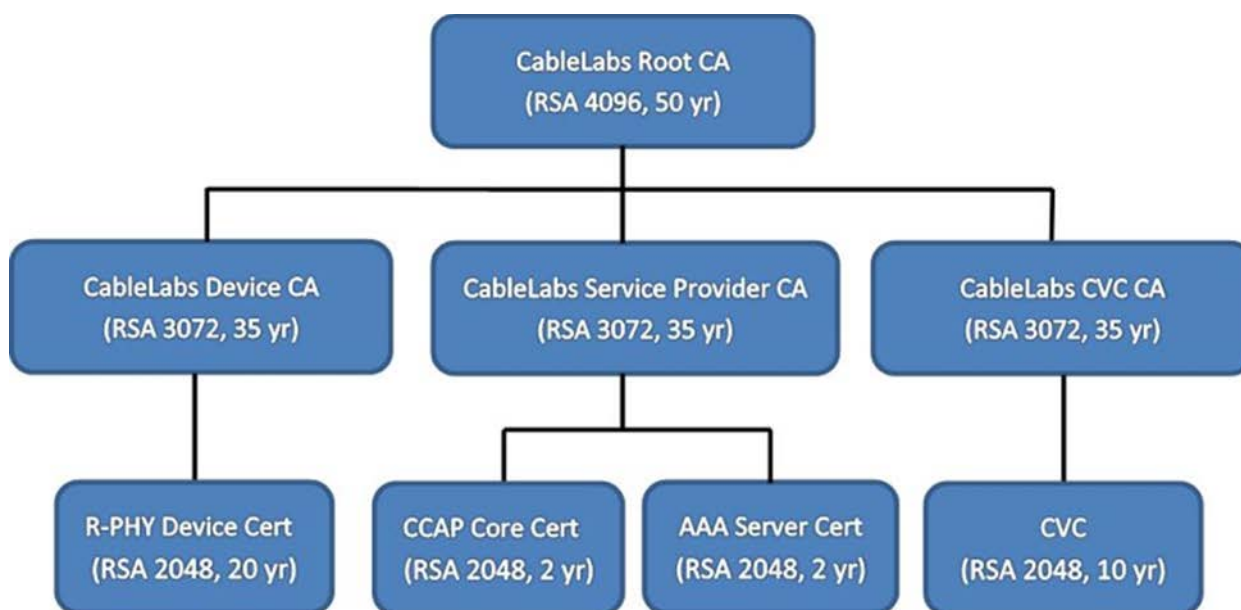 CableLabs Root CA
(RSA 4096, 50 yr)
CableLabs Device CA
(RSA 3072, 35 yr)
CableLabs Service Provider CA
(RSA 3072, 35 yr)
CableLabs CVC CA
(RSA 3072, 35 yr)
R-PHY Device Cert
(RSA 2048, 20 yr)
CCAP Core Cert
(RSA 2048, 2 yr)
AAA Server Cert
(RSA 2048, 2 yr)
CVC
(RSA 2048, 10 yr)